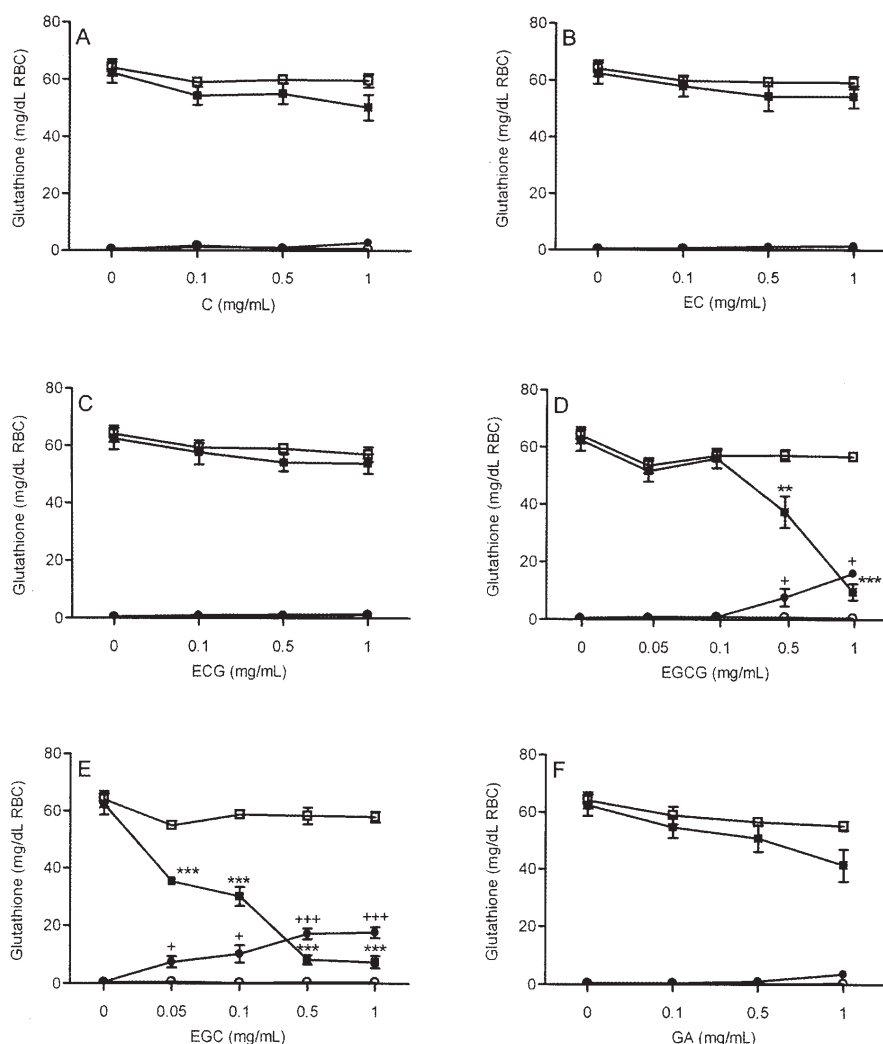 A
Glutathione (mg/dL RBC)
80
60
40
20
0
0 0.1 0.5 1
C (mg/mL)
B
Glutathione (mg/dL RBC)
80
60
40
20
0
0 0.1 0.5 1
EC (mg/mL)
C
Glutathione (mg/dL RBC)
80
60
40
20
0
0 0.1 0.5 1
ECG (mg/mL)
D
Glutathione (mg/dL RBC)
80
60
40
20
0
**
+
+
***
0 0.05 0.1 0.5 1
EGCG (mg/mL)
E
Glutathione (mg/dL RBC)
80
60
40
20
0
***
***
+++ +++
+ + *** ***
0 0.05 0.1 0.5 1
EGC (mg/mL)
F
Glutathione (mg/dL RBC)
80
60
40
20
0
0 0.1 0.5 1
GA (mg/mL)